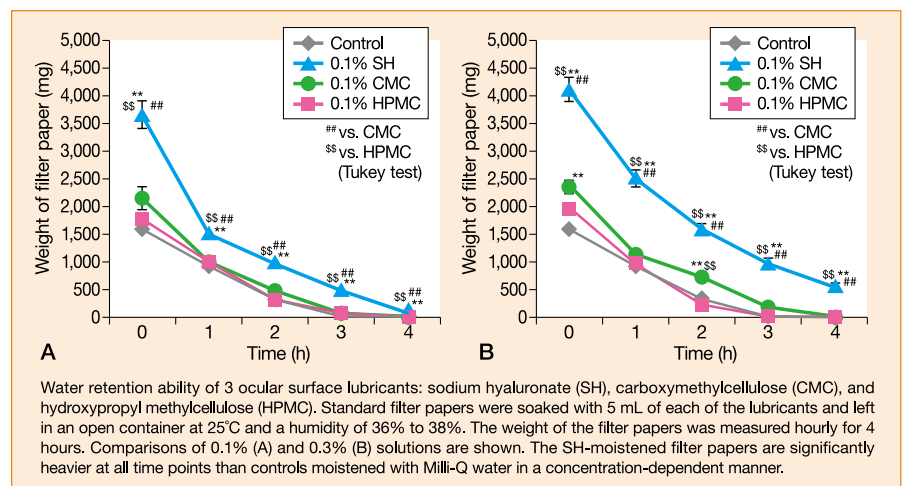 5,000
4,500
4,000
3,500
3,000
2,500
2,000
1,500
1,000
500
0
Weight of filter paper (mg)
Control
0.1% SH
0.1% CMC
0.1% HPMC
## vs. CMC
$$ vs. HPMC
(Tukey test)
**
$$ ##
$$ ##
**
##
$$ **
##
$$ **
$$ ##
**
0 1 2 3 4
A
Time (h)
5,000
4,500
4,000
3,500
3,000
2,500
2,000
1,500
1,000
500
0
Weight of filter paper (mg)
Control
0.1% SH
0.1% CMC
0.1% HPMC
## vs. CMC
$$ vs. HPMC
(Tukey test)
$$ **
##
**
$$ **
##
$$ **
##
** $$
$$ **
##
$$ **
##
0 1 2 3 4
B
Time (h)
Water retention ability of 3 ocular surface lubricants: sodium hyaluronate (SH), carboxymethylcellulose (CMC), and
hydroxypropyl methylcellulose (HPMC). Standard filter papers were soaked with 5 mL of each of the lubricants and left
in an open container at 25°C and a humidity of 36% to 38%. The weight of the filter papers was measured hourly for 4
hours. Comparisons of 0.1% (A) and 0.3% (B) solutions are shown. The SH-moistened filter papers are significantly
heavier at all time points than controls moistened with Milli-Q water in a concentration-dependent manner.